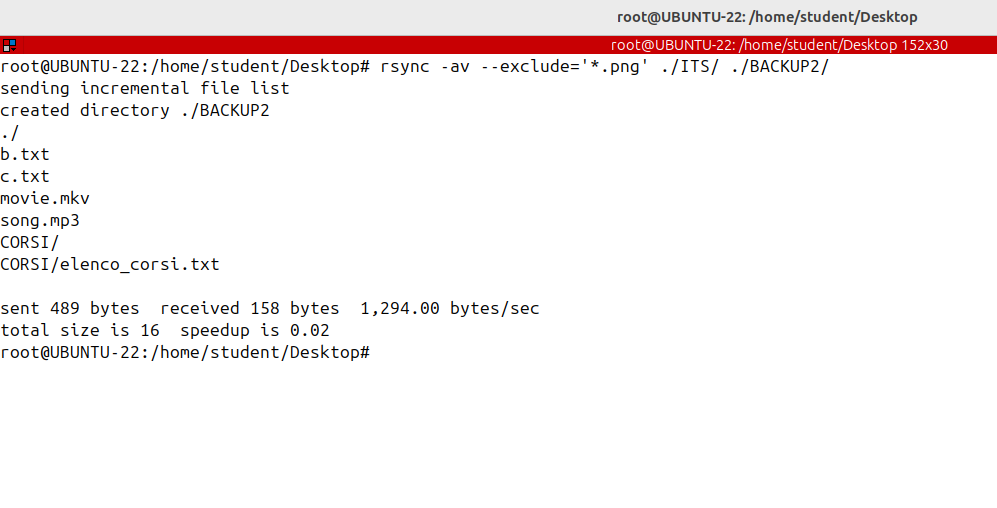 root@UBUNTU-22: /home/student/Desktop
root@UBUNTU-22: /home/student/Desktop 152x30
root@UBUNTU-22:/home/student/Desktop# rsync -av --exclude='*.png' ./ITS/ ./BACKUP2/
sending incremental file list
created directory ./BACKUP2
./
b.txt
c.txt
movie.mkv
song.mp3
CORSI/
CORSI/elenco_corsi.txt

sent 489 bytes  received 158 bytes  1,294.00 bytes/sec
total size is 16  speedup is 0.02
root@UBUNTU-22:/home/student/Desktop#